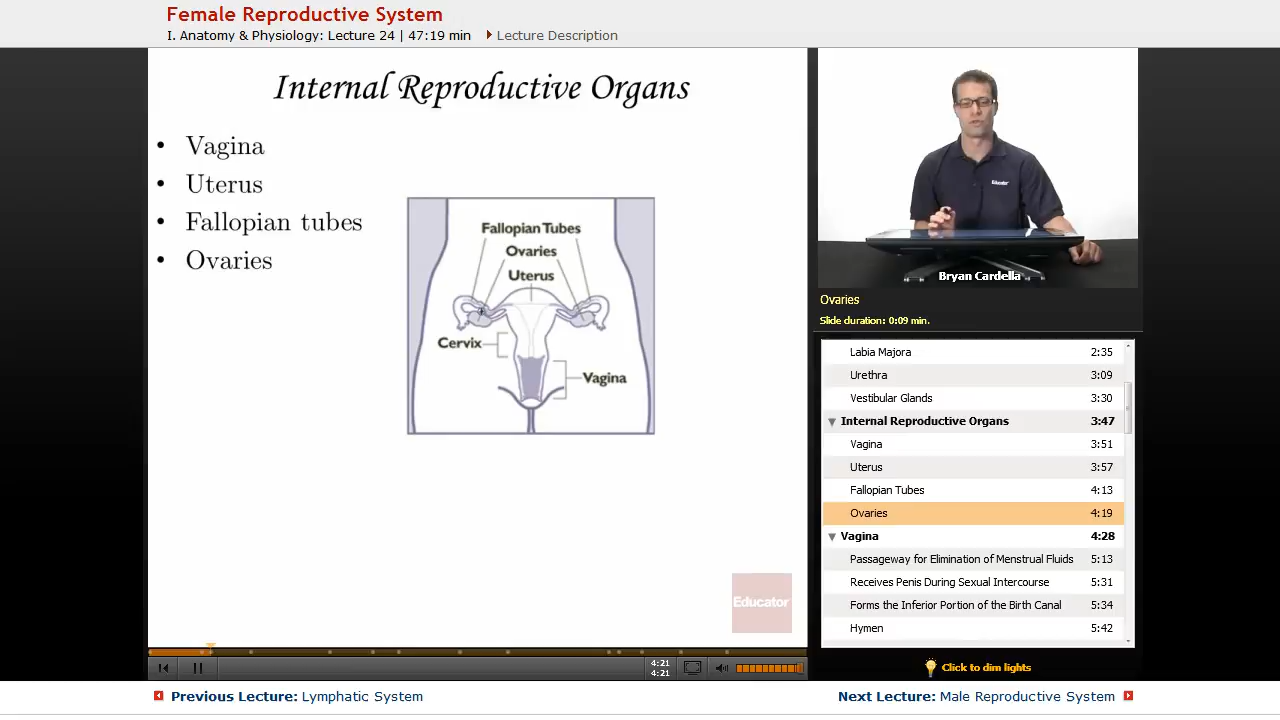 Female Reproductive System
I. Anatomy & Physiology: Lecture 24 | 47:19 min Lecture Description
Internal Reproductive Organs
• Vagina
• Uterus
• Fallopian tubes
• Ovaries
Fallopian Tubes
Ovaries
Uterus
Cervix
Vagina
Educator
Educator
Bryan Cardella
Ovaries
Slide duration: 0:09 min.
Labia Majora 2:35
Urethra 3:09
Vestibular Glands 3:30
Internal Reproductive Organs 3:47
Vagina 3:51
Uterus 3:57
Fallopian Tubes 4:13
Ovaries 4:19
Vagina 4:28
Passageway for Elimination of Menstrual Fluids 5:13
Receives Penis During Sexual Intercourse 5:31
Forms the Inferior Portion of the Birth Canal 5:34
Hymen 5:42
4:21
4:21
Click to dim lights
Previous Lecture: Lymphatic System
Next Lecture: Male Reproductive System